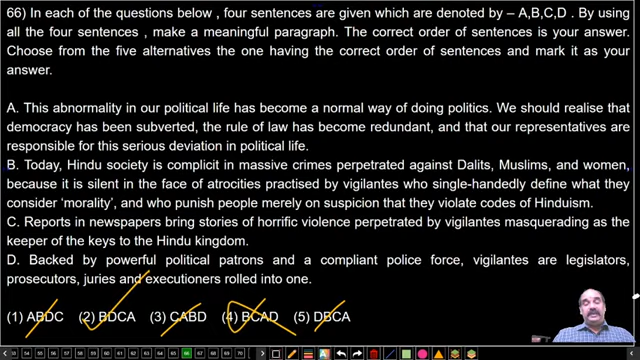 66) In each of the questions below , four sentences are given which are denoted by – A,B,C,D . By using
all the four sentences , make a meaningful paragraph. The correct order of sentences is your answer.
Choose from the five alternatives the one having the correct order of sentences and mark it as your
answer.
A. This abnormality in our political life has become a normal way of doing politics. We should realise that
democracy has been subverted, the rule of law has become redundant, and that our representatives are
responsible for this serious deviation in political life.
B. Today, Hindu society is complicit in massive crimes perpetrated against Dalits, Muslims, and women,
because it is silent in the face of atrocities practised by vigilantes who single-handedly define what they
consider ‘morality’, and who punish people merely on suspicion that they violate codes of Hinduism.
C. Reports in newspapers bring stories of horrific violence perpetrated by vigilantes masquerading as
the keeper of the keys to the Hindu kingdom.
D. Backed by powerful political patrons and a compliant police force, vigilantes are legislators,
prosecutors, juries and executioners rolled into one.
(1) ABDC (2) BDCA (3) CABD (4) BCAD (5) DBCA